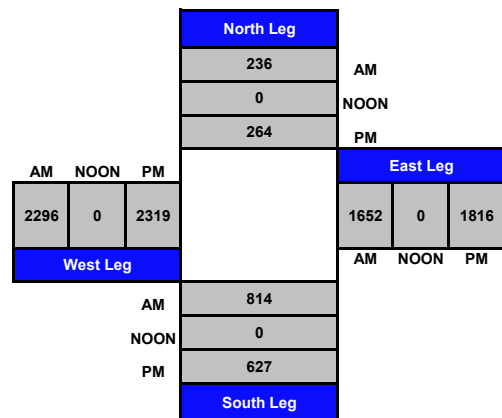 North Leg
236 AM
0 NOON
264 PM
East Leg
AM NOON PM
2296 0 2319
1652 0 1816
West Leg
AM NOON PM
AM 814
NOON 0
PM 627
South Leg